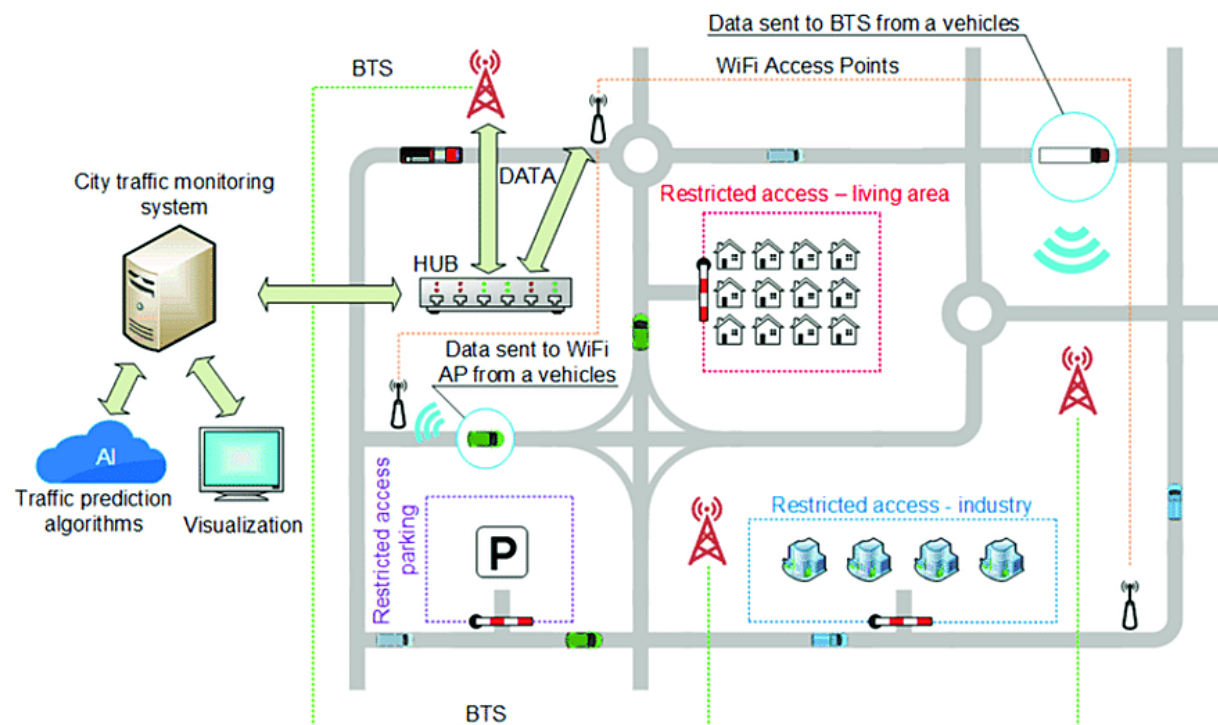 Data sent to BTS from a vehicles
BTS
WiFi Access Points
City traffic monitoring
system
DATA
Restricted access – living area
HUB
Data sent to WiFi
AP from a vehicles
AI
Traffic prediction
algorithms
Visualization
Restricted access
parking
P
Restricted access - industry
BTS